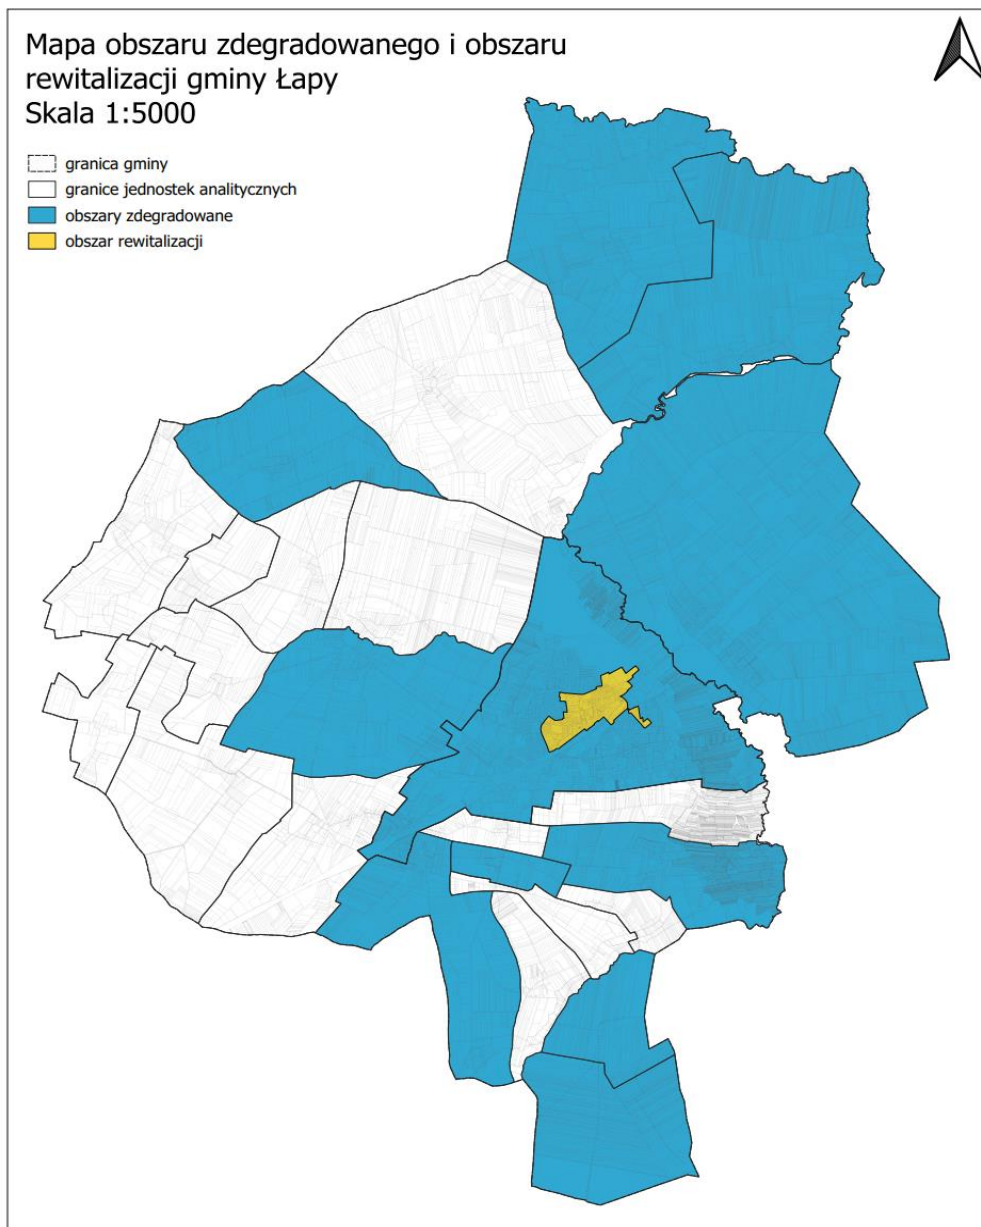 Mapa obszaru zdegradowanego i obszaru
rewitalizacji gminy Łapy
Skala 1:5000
granica gminy
granice jednostek analitycznych
obszary zdegradowane
obszar rewitalizacji